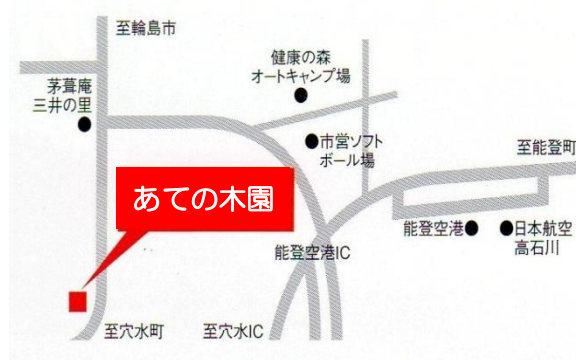 至輪島市
健康の森
オートキャンプ場
茅葺庵
三井の里
市営ソフト
ボール場
至能登町
あての木園
能登空港
日本航空
高石川
能登空港IC
至穴水町
至穴水IC